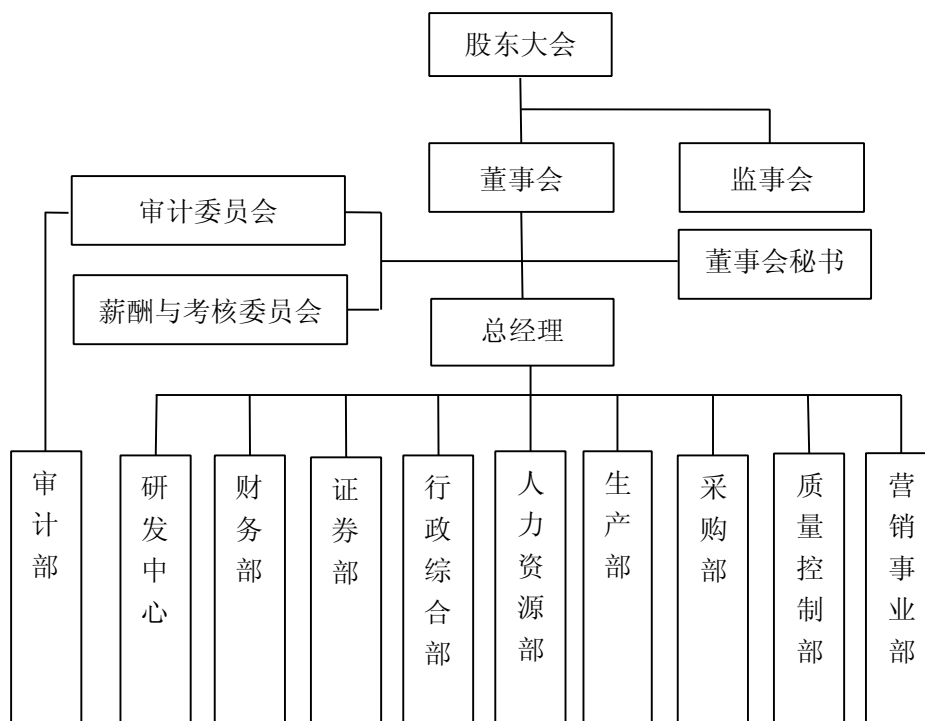 股东大会
董事会
监事会
审计委员会
董事会秘书
薪酬与考核委员会
总经理
审计部
研发中心
财务部
证券部
行政综合部
人力资源部
生产部
采购部
质量控制部
营销事业部